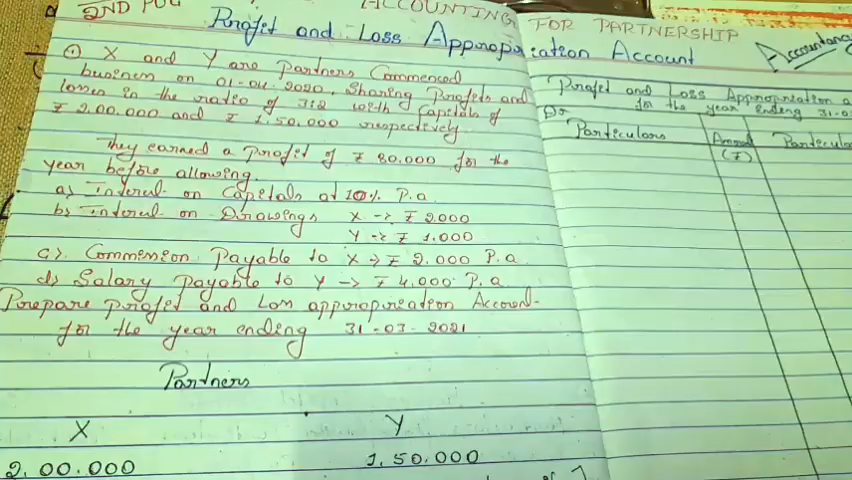 2ND PUC
ACCOUNTING FOR PARTNERSHIP
Profit and Loss Appropriation Account
Accountancy
① X and Y are Partners Commenced
business on 01-04-2020, Sharing Profits and
losses in the ratio of 3:2 with Capitals of
₹ 2.00.000 and ₹ 1.50.000 respectively.
They earned a profit of ₹ 80.000 for the
year before allowing.
a) Interest on Capitals at 10% P.a
b) Interest on Drawings X → ₹ 2.000
Y → ₹ 1.000
c) Commission Payable to X → ₹ 2.000 P.a
d) Salary payable to Y → ₹ 4.000 P.a
Prepare profit and Loss appropriation Account
for the year ending 31-03-2021
Partners
X Y
2.00.000 1.50.000
Profit and Loss Appropriation
for the year ending 31-0
Dr
Particulars Amount Particula
(₹)